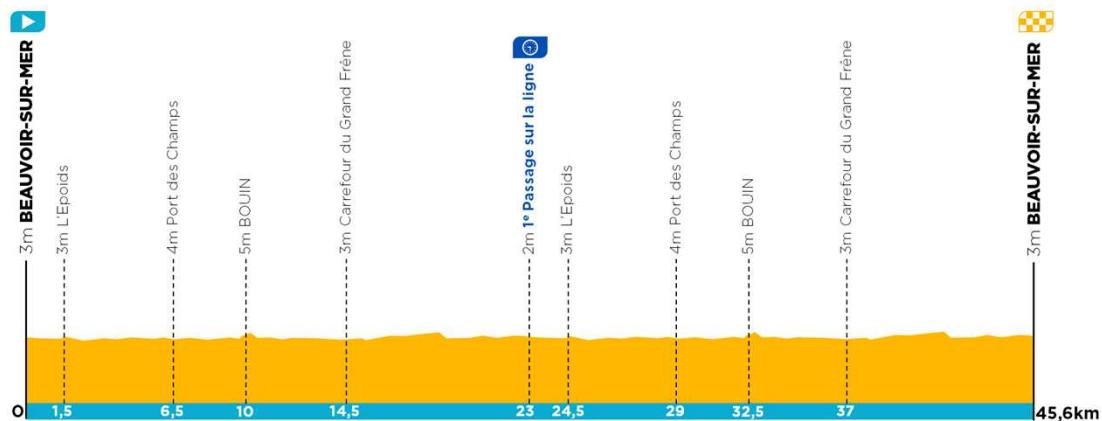 3m BEAUVOIR-SUR-MER
3m L'Epoids
4m Port des Champs
5m BOUIN
3m Carrefour du Grand Frêne
2m 1e Passage sur la ligne
3m L'Epoids
4m Port des Champs
5m BOUIN
3m Carrefour du Grand Frêne
3m BEAUVOIR-SUR-MER
0 1,5 6,5 10 14,5 23 24,5 29 32,5 37 45,6km